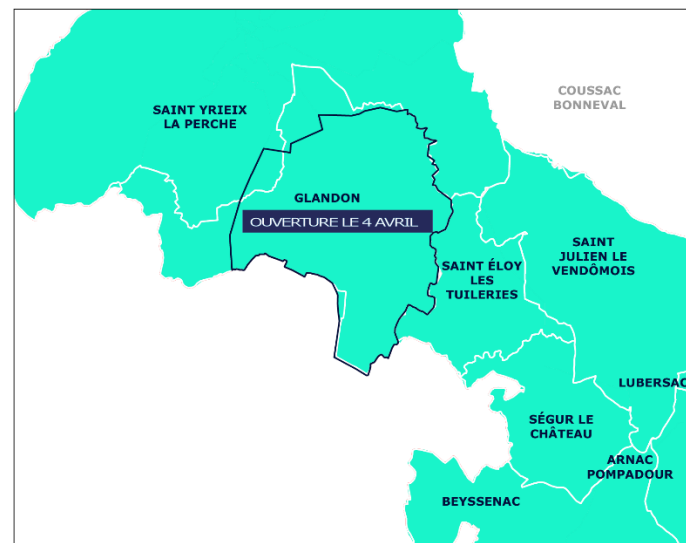 COUSSAC
BONNEVAL
SAINT YRIEIX
LA PERCHE
GLANDON
OUVERTURE LE 4 AVRIL
SAINT
JULIEN LE
VENDÔMOIS
SAINT ÉLOY
LES
TUILERIES
LUBERSAC
SÉGUR LE
CHÂTEAU
ARNAC
POMPADOUR
BEYSSENAC